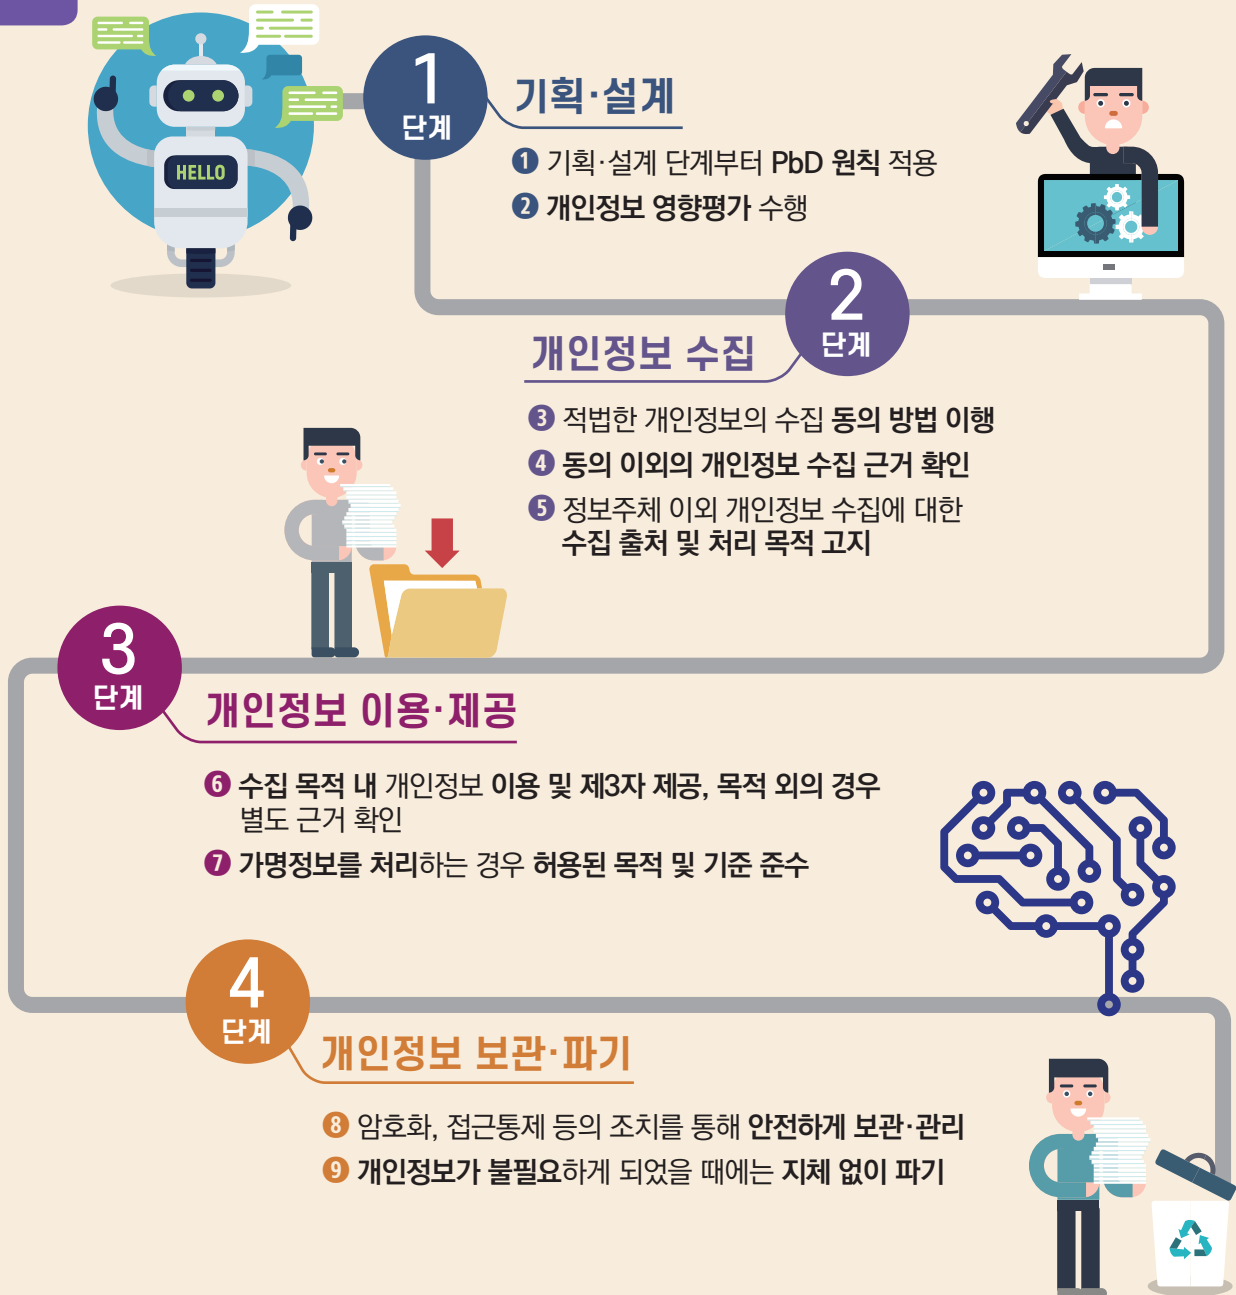 HELLO
1
단계
기획·설계
❶ 기획·설계 단계부터 PbD 원칙 적용
❷ 개인정보 영향평가 수행
2
단계
개인정보 수집
❸ 적법한 개인정보의 수집 동의 방법 이행
❹ 동의 이외의 개인정보 수집 근거 확인
❺ 정보주체 이외 개인정보 수집에 대한
수집 출처 및 처리 목적 고지
3
단계
개인정보 이용·제공
❻ 수집 목적 내 개인정보 이용 및 제3자 제공, 목적 외의 경우
별도 근거 확인
❼ 가명정보를 처리하는 경우 허용된 목적 및 기준 준수
4
단계
개인정보 보관·파기
❽ 암호화, 접근통제 등의 조치를 통해 안전하게 보관·관리
❾ 개인정보가 불필요하게 되었을 때에는 지체 없이 파기